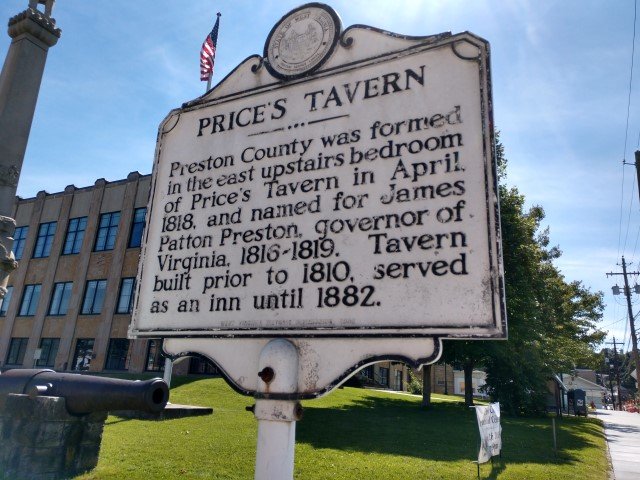 PRICE'S TAVERN
Preston County was formed
in the east upstairs bedroom
of Price's Tavern in April,
1818, and named for James
Patton Preston, governor of
Virginia, 1816-1819. Tavern
built prior to 1810, served
as an inn until 1882.